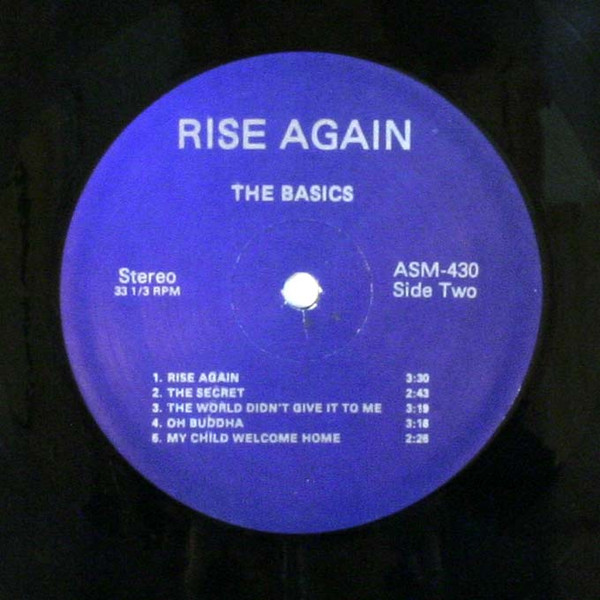 RISE AGAIN
THE BASICS
Stereo
33 1/3 RPM
ASM-430
Side Two
1. RISE AGAIN 3:30
2. THE SECRET 2:43
3. THE WORLD DIDN'T GIVE IT TO ME 3:19
4. OH BUDDHA 3:18
5. MY CHILD WELCOME HOME 2:26